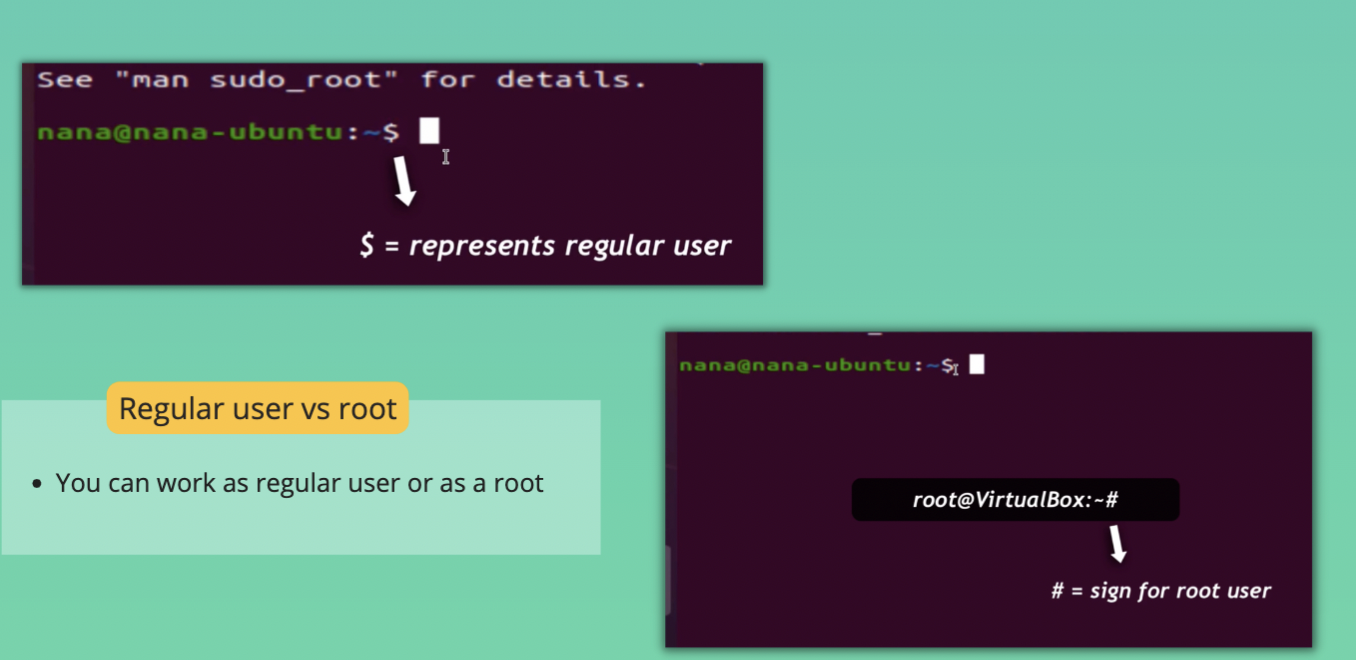 See "man sudo_root" for details.
nana@nana-ubuntu:~$
$ = represents regular user
Regular user vs root
• You can work as regular user or as a root
nana@nana-ubuntu:~$
root@VirtualBox:~#
# = sign for root user